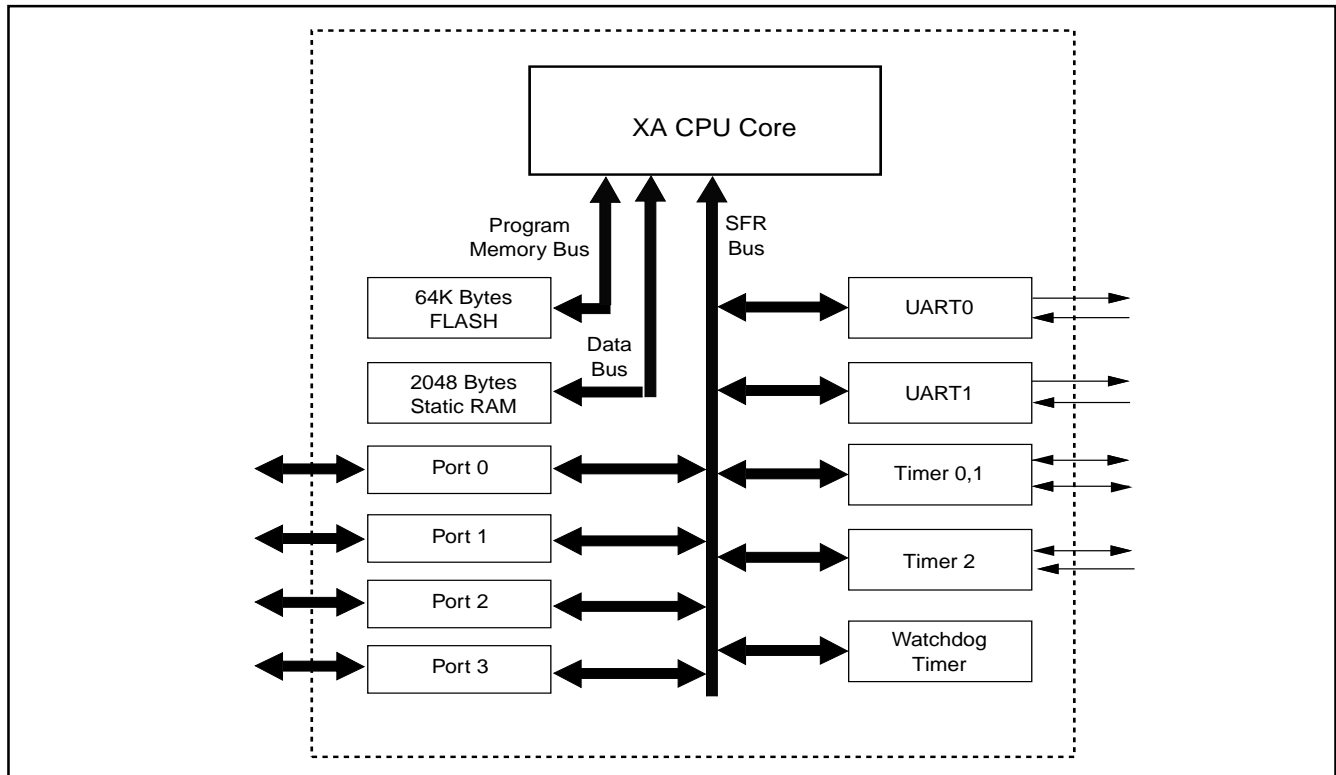 XA CPU Core
Program
Memory Bus
SFR
Bus
64K Bytes
FLASH
UART0
Data
Bus
2048 Bytes
Static RAM
UART1
Port 0
Timer 0,1
Port 1
Timer 2
Port 2
Watchdog
Timer
Port 3